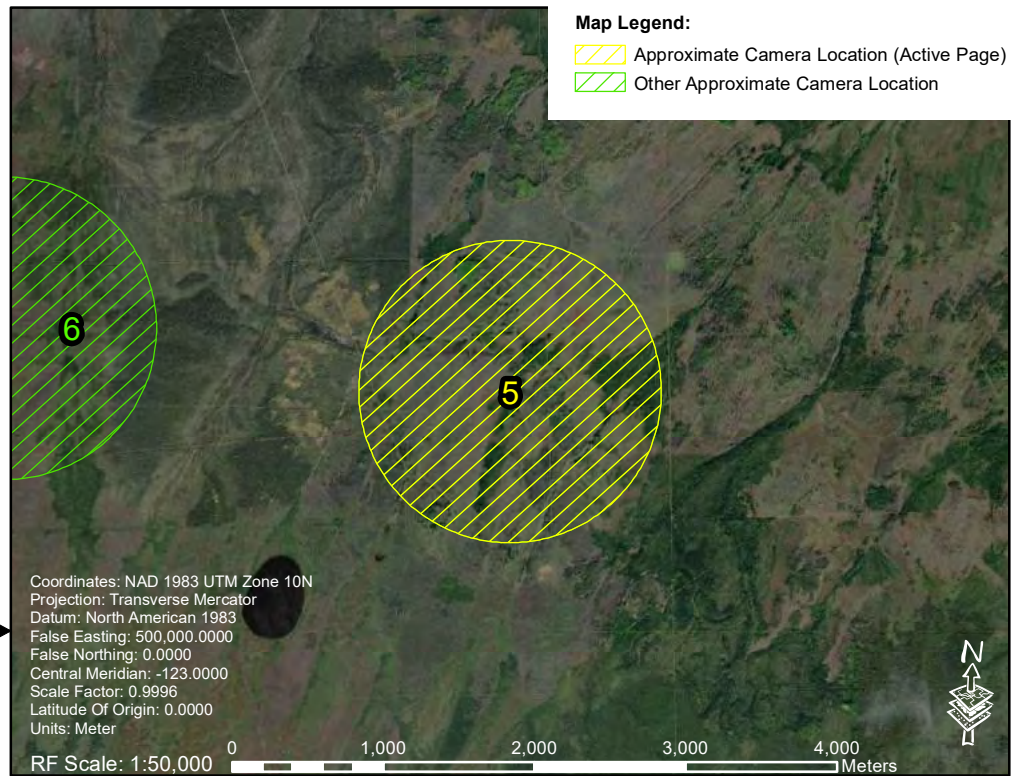 Map Legend:
Approximate Camera Location (Active Page)
Other Approximate Camera Location
6
5
Coordinates: NAD 1983 UTM Zone 10N
Projection: Transverse Mercator
Datum: North American 1983
False Easting: 500,000.0000
False Northing: 0.0000
Central Meridian: -123.0000
Scale Factor: 0.9996
Latitude Of Origin: 0.0000
Units: Meter
N
RF Scale: 1:50,000
0 1,000 2,000 3,000 4,000
Meters